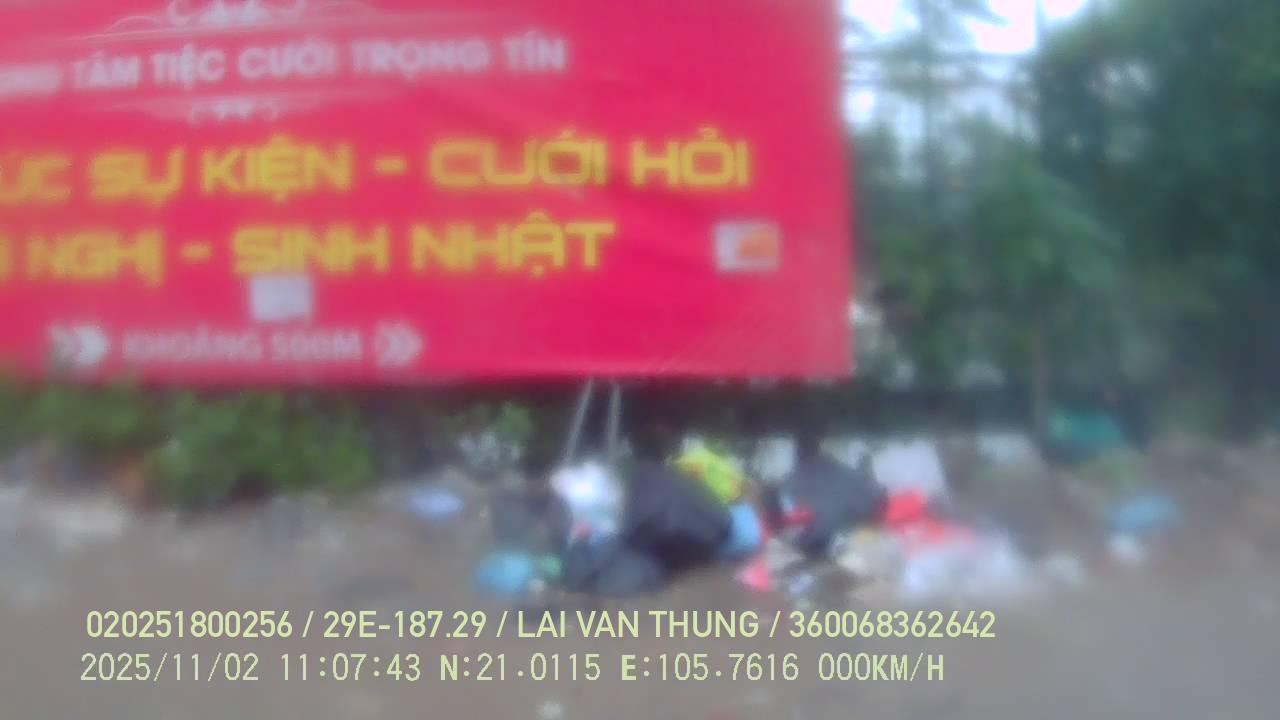 TÂM TIỆC CƯỚI TRỌNG TÍN
ỨC SỰ KIỆN - CƯỚI HỎI
NGHỊ - SINH NHẬT
KHOẢNG 500M
020251800256 / 29E-187.29 / LAI VAN THUNG / 360068362642
2025/11/02 11:07:43 N:21.0115 E:105.7616 000KM/H